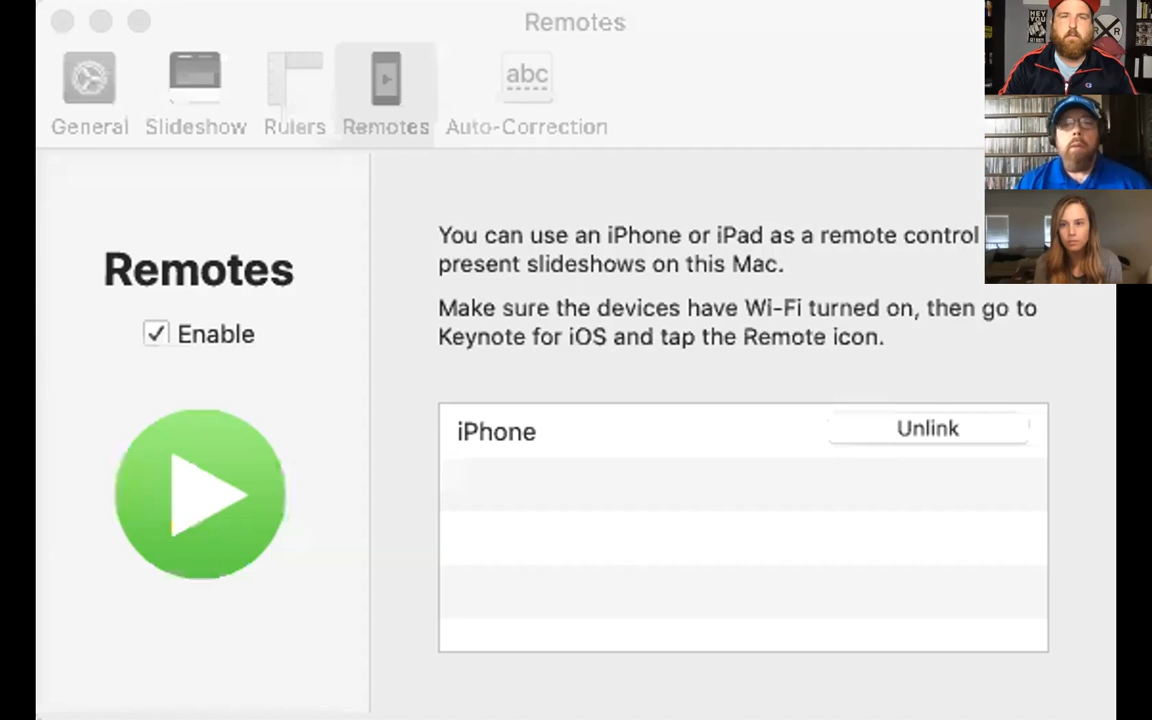 Remotes
General Slideshow Rulers Remotes abc Auto-Correction
Remotes
Enable
You can use an iPhone or iPad as a remote control
present slideshows on this Mac.
Make sure the devices have Wi-Fi turned on, then go to
Keynote for iOS and tap the Remote icon.
iPhone Unlink
HEY
YOU
R R